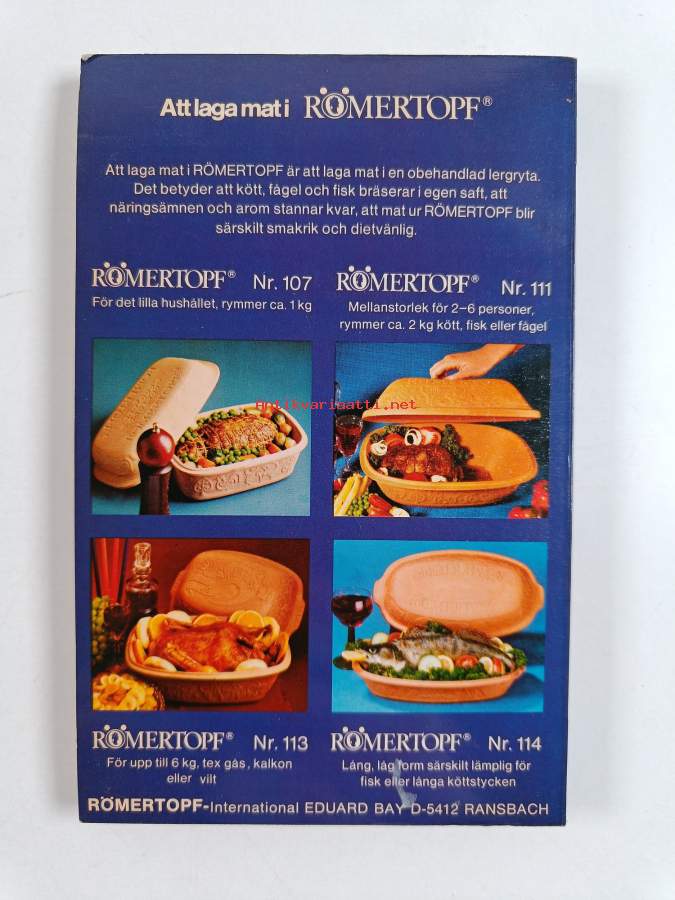 Att laga mat i RÖMERTOPF®
Att laga mat i RÖMERTOPF är att laga mat i en obehandlad lergryta.
Det betyder att kött, fågel och fisk bräserar i egen saft, att
näringsämnen och arom stannar kvar, att mat ur RÖMERTOPF blir
särskilt smakrik och dietvänlig.
RÖMERTOPF® Nr. 107
För det lilla hushållet, rymmer ca. 1 kg
RÖMERTOPF® Nr. 111
Mellanstorlek för 2–6 personer,
rymmer ca. 2 kg kött, fisk eller fågel
Antikvariaatti.net
RÖMERTOPF® Nr. 113
För upp till 6 kg, tex gås, kalkon
eller vilt
RÖMERTOPF® Nr. 114
Lång, låg form särskilt lämplig för
fisk eller långa köttstycken
RÖMERTOPF-International EDUARD BAY D-5412 RANSBACH